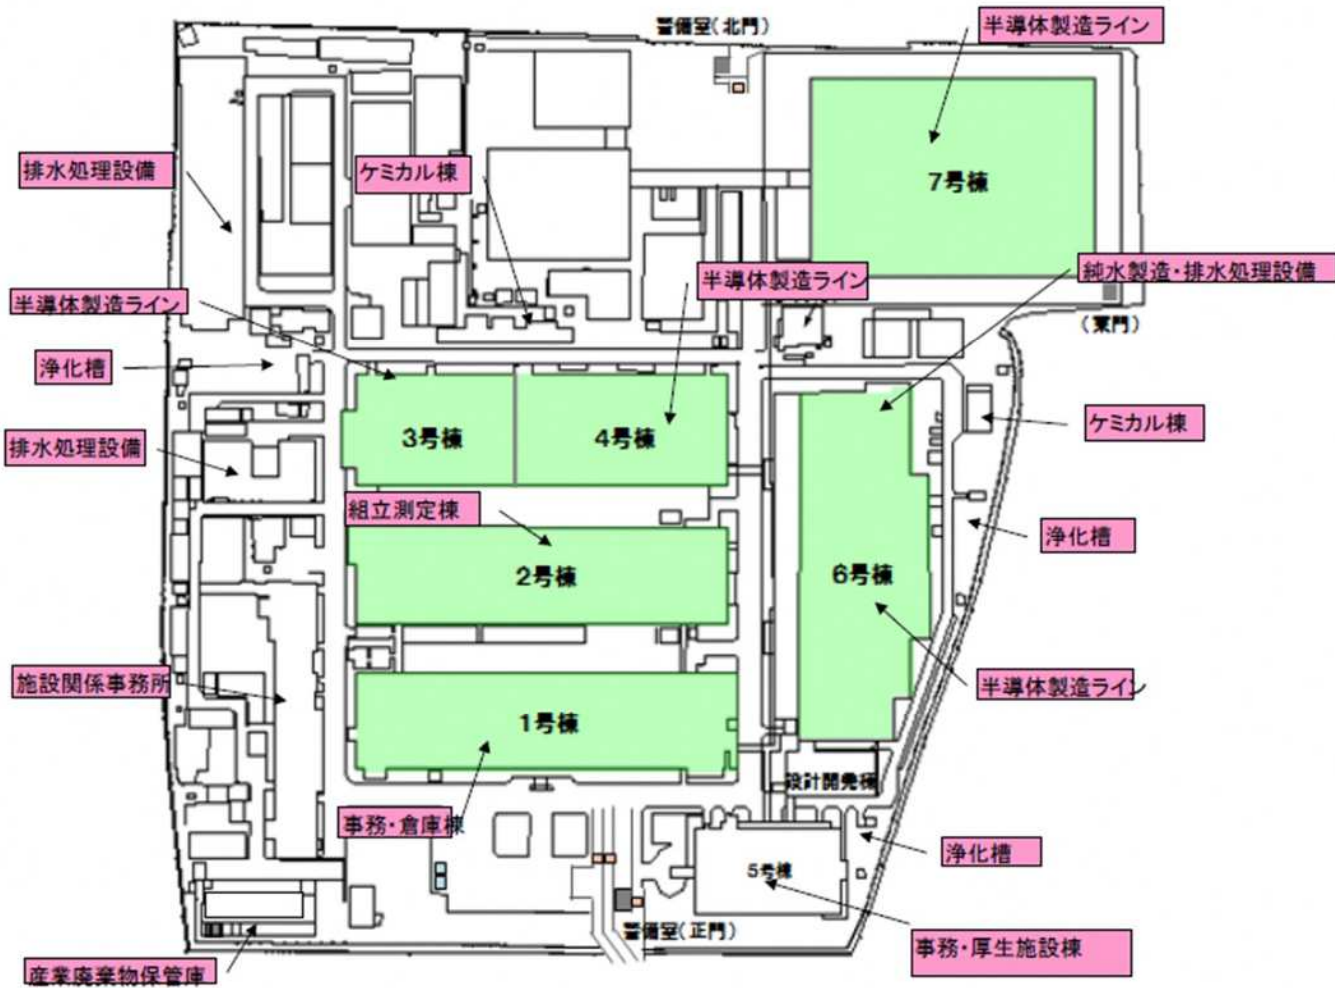 警備室(北門)
半導体製造ライン
排水処理設備
ケミカル棟
7号棟
半導体製造ライン
純水製造・排水処理設備
半導体製造ライン
(東門)
浄化槽
ケミカル棟
3号棟
4号棟
排水処理設備
組立測定棟
浄化槽
2号棟
6号棟
施設関係事務所
半導体製造ライン
1号棟
設計開発棟
事務・倉庫棟
浄化槽
5号棟
警備室(正門)
事務・厚生施設棟
産業廃棄物保管庫